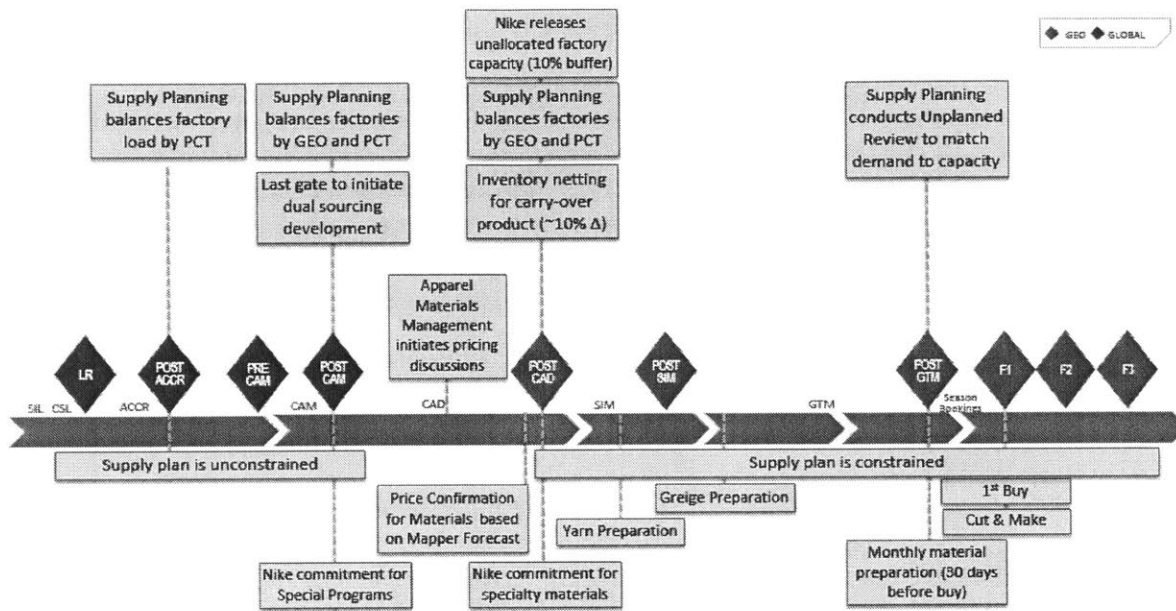 Nike releases
unallocated factory
capacity (10% buffer)
GEO GLOBAL
Supply Planning
balances factory
load by PCT
Supply Planning
balances factories
by GEO and PCT
Supply Planning
balances factories
by GEO and PCT
Supply Planning
conducts Unplanned
Review to match
demand to capacity
Last gate to initiate
dual sourcing
development
Inventory netting
for carry-over
product (~10% Δ)
Apparel
Materials
Management
initiates pricing
discussions
LR
POST
ACCR
PRE
CAM
POST
CAM
POST
CAD
POST
SIM
POST
GTM
F1
F2
F3
SIL CSL
ACCR
CAM
CAD
SIM
GTM
Season
Bookings
Supply plan is unconstrained
Supply plan is constrained
Price Confirmation
for Materials based
on Mapper Forecast
Yarn Preparation
Greige Preparation
1st Buy
Cut & Make
Nike commitment for
Special Programs
Nike commitment for
specialty materials
Monthly material
preparation (30 days
before buy)